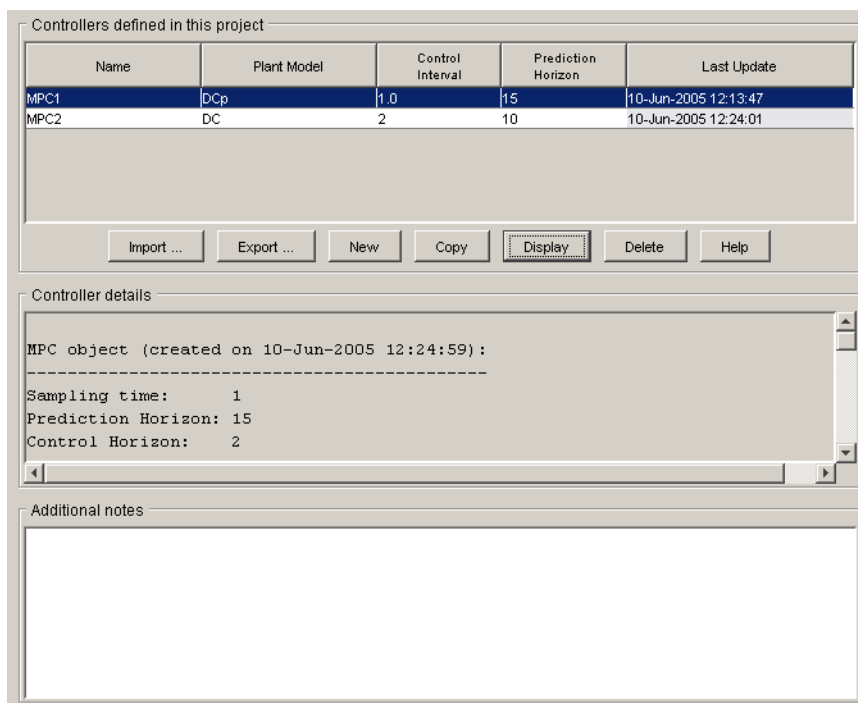 Controllers defined in this project
Name Plant Model Control Interval Prediction Horizon Last Update
MPC1 DCp 1.0 15 10-Jun-2005 12:13:47
MPC2 DC 2 10 10-Jun-2005 12:24:01
Import ... Export ... New Copy Display Delete Help
Controller details
MPC object (created on 10-Jun-2005 12:24:59):
---------------------------------------------
Sampling time: 1
Prediction Horizon: 15
Control Horizon: 2
Additional notes